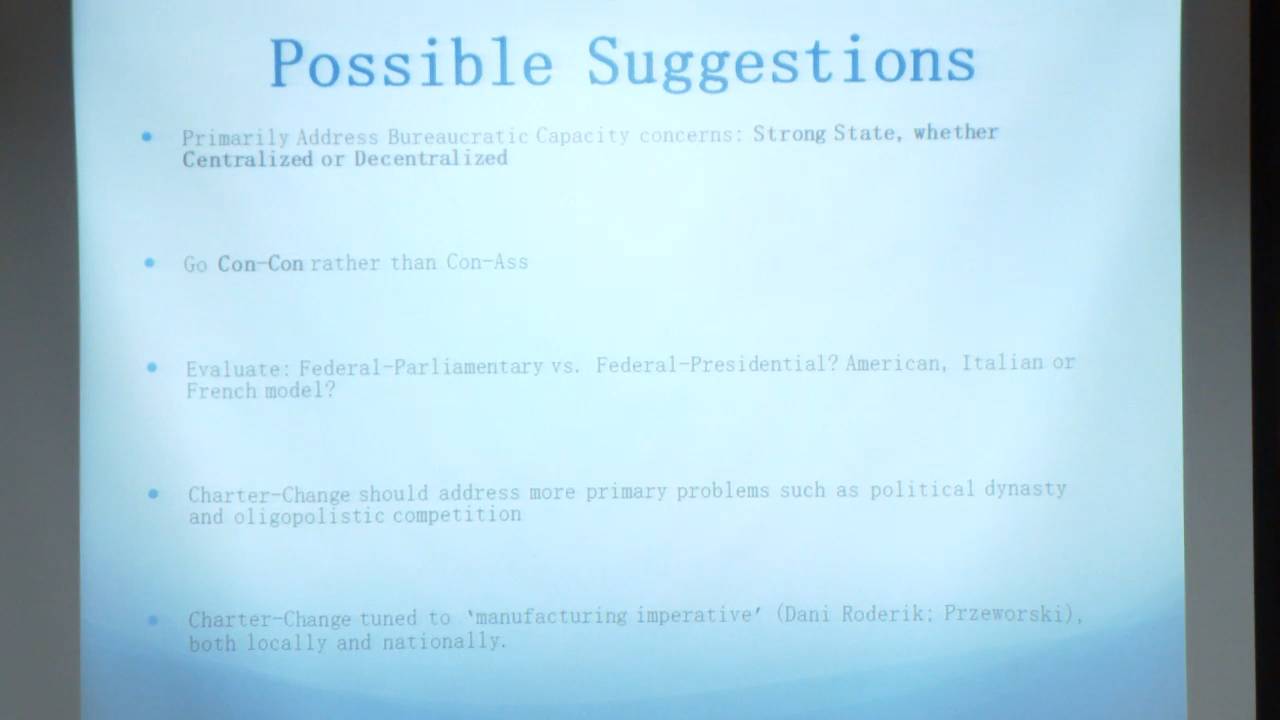 Possible Suggestions
• Primarily Address Bureaucratic Capacity concerns: Strong State, whether
Centralized or Decentralized
• Go Con-Con rather than Con-Ass
• Evaluate: Federal-Parliamentary vs. Federal-Presidential? American, Italian or
French model?
• Charter-Change should address more primary problems such as political dynasty
and oligopolistic competition
• Charter-Change tuned to ‘manufacturing imperative’ (Dani Roderik; Przeworski),
both locally and nationally.